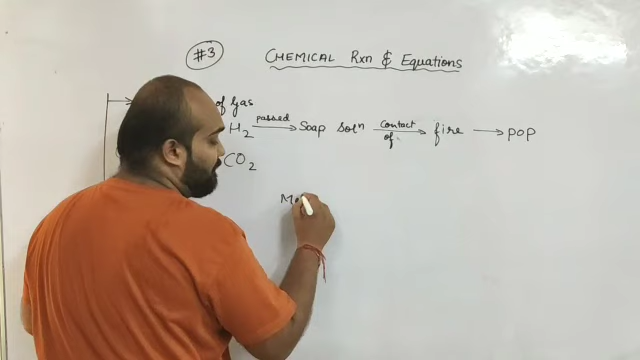 #3
CHEMICAL Rxn & Equations
of gas
H₂ passed → Soap soln contact of. → fire → pop
CO₂